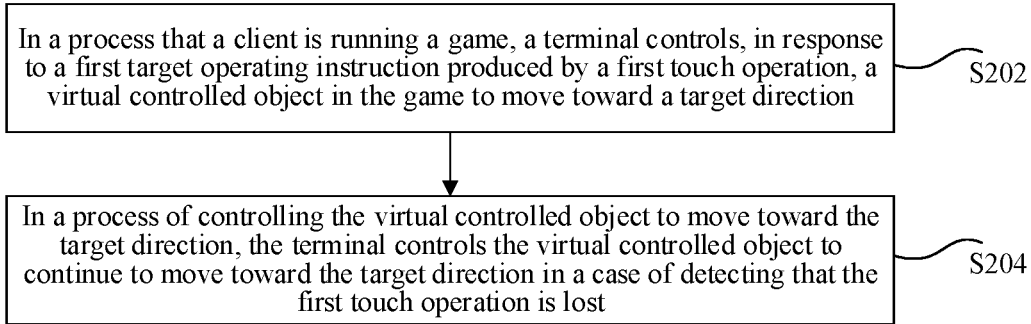 In a process that a client is running a game, a terminal controls, in response
to a first target operating instruction produced by a first touch operation, a
virtual controlled object in the game to move toward a target direction
S202
In a process of controlling the virtual controlled object to move toward the
target direction, the terminal controls the virtual controlled object to
continue to move toward the target direction in a case of detecting that the
first touch operation is lost
S204